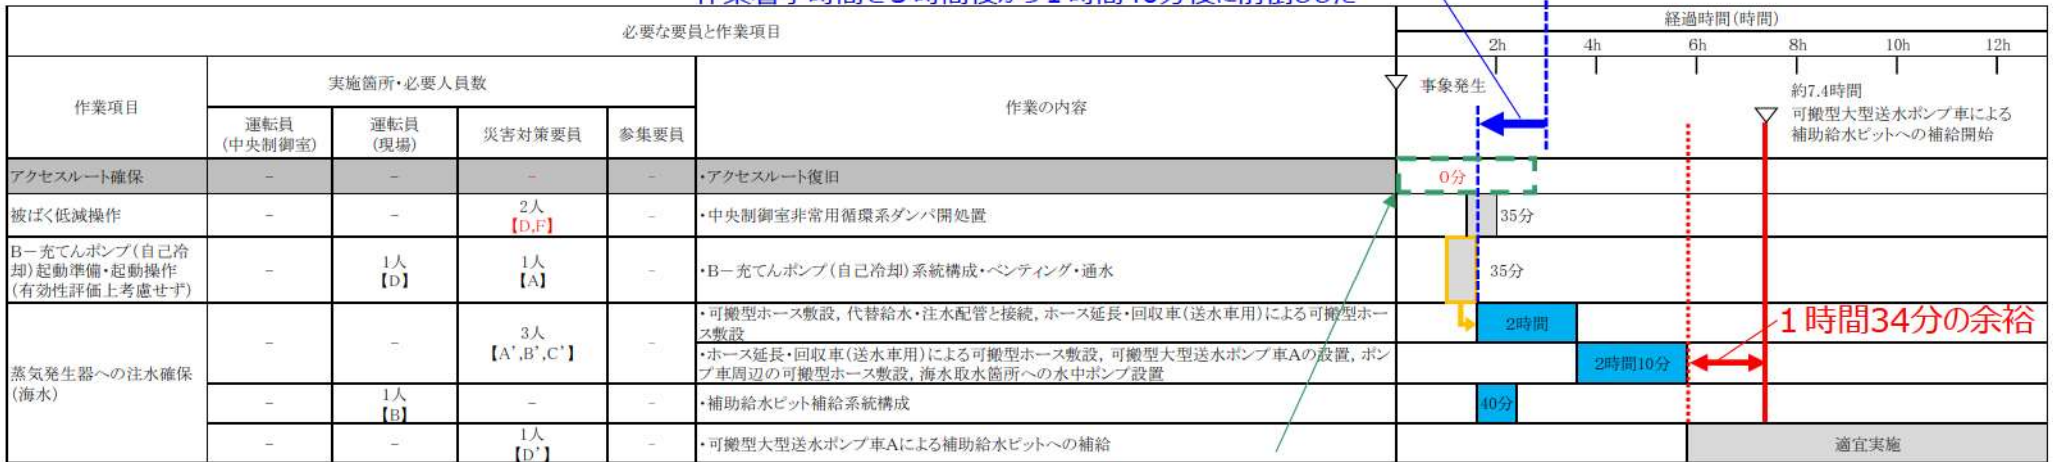 作業着手時間を3時間後から1時間40分後に前倒した
必要な要員と作業項目
経過時間(時間)
2h 4h 6h 8h 10h 12h
作業項目
実施箇所・必要人員数
作業の内容
運転員
(中央制御室)
運転員
(現場)
災害対策要員
参集要員
事象発生
約7.4時間
可搬型大型送水ポンプ車による
補助給水ピットへの補給開始
アクセスルート確保 - - - - ・アクセスルート復旧 0分
被ばく低減操作 - - 2人
【D,F】
- ・中央制御室非常用循環系ダンパ開処置 35分
B-充てんポンプ(自己冷
却)起動準備・起動操作
(有効性評価上考慮せず)
- 1人
【D】
1人
【A】
- ・B-充てんポンプ(自己冷却)系統構成・ベンティング・通水 35分
蒸気発生器への注水確保
(海水)
- - 3人
【A',B',C'】
-
・可搬型ホース敷設, 代替給水・注水配管と接続, ホース延長・回収車(送水車用)による可搬型ホー
ス敷設
2時間
・ホース延長・回収車(送水車用)による可搬型ホース敷設, 可搬型大型送水ポンプ車Aの設置, ポン
プ車周辺の可搬型ホース敷設, 海水取水箇所への水中ポンプ設置
2時間10分
1時間34分の余裕
- 1人
【B】
- - ・補助給水ピット補給系統構成 40分
- - 1人
【D'】
- ・可搬型大型送水ポンプ車Aによる補助給水ピットへの補給 適宜実施